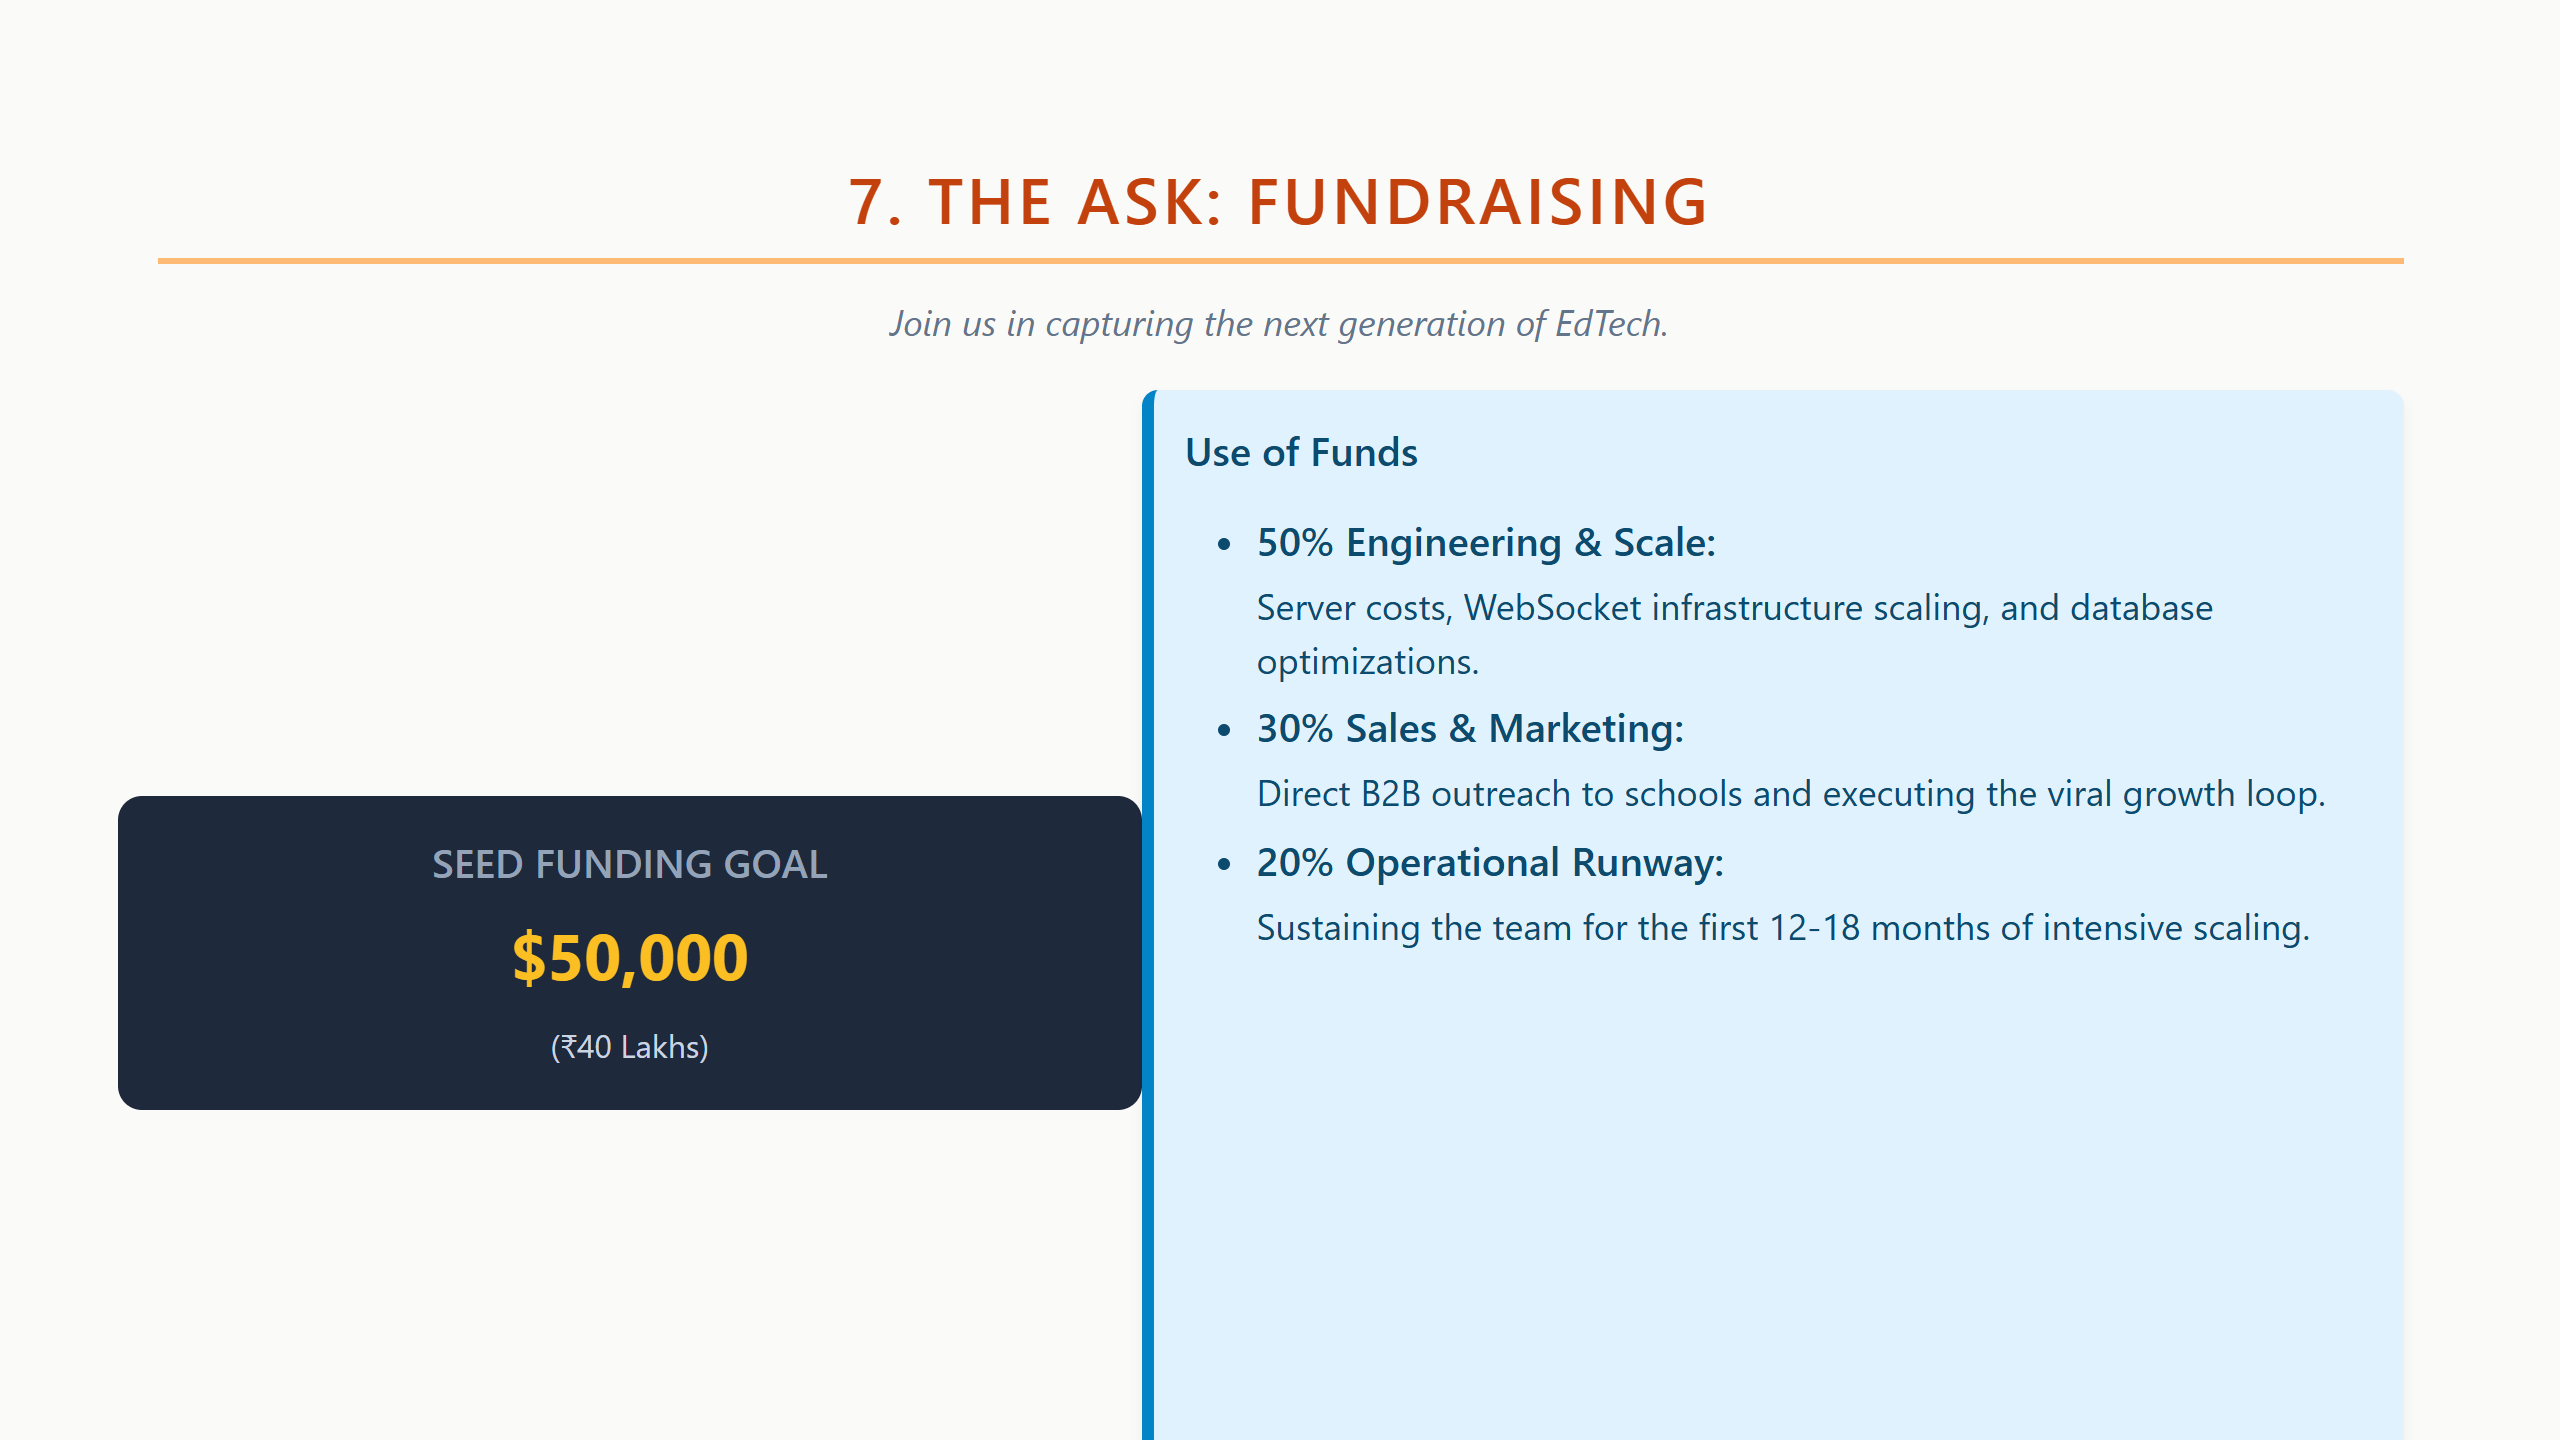 7. THE ASK: FUNDRAISING
Join us in capturing the next generation of EdTech.
SEED FUNDING GOAL
$50,000
(₹40 Lakhs)
Use of Funds
• 50% Engineering & Scale:
Server costs, WebSocket infrastructure scaling, and database
optimizations.
• 30% Sales & Marketing:
Direct B2B outreach to schools and executing the viral growth loop.
• 20% Operational Runway:
Sustaining the team for the first 12-18 months of intensive scaling.